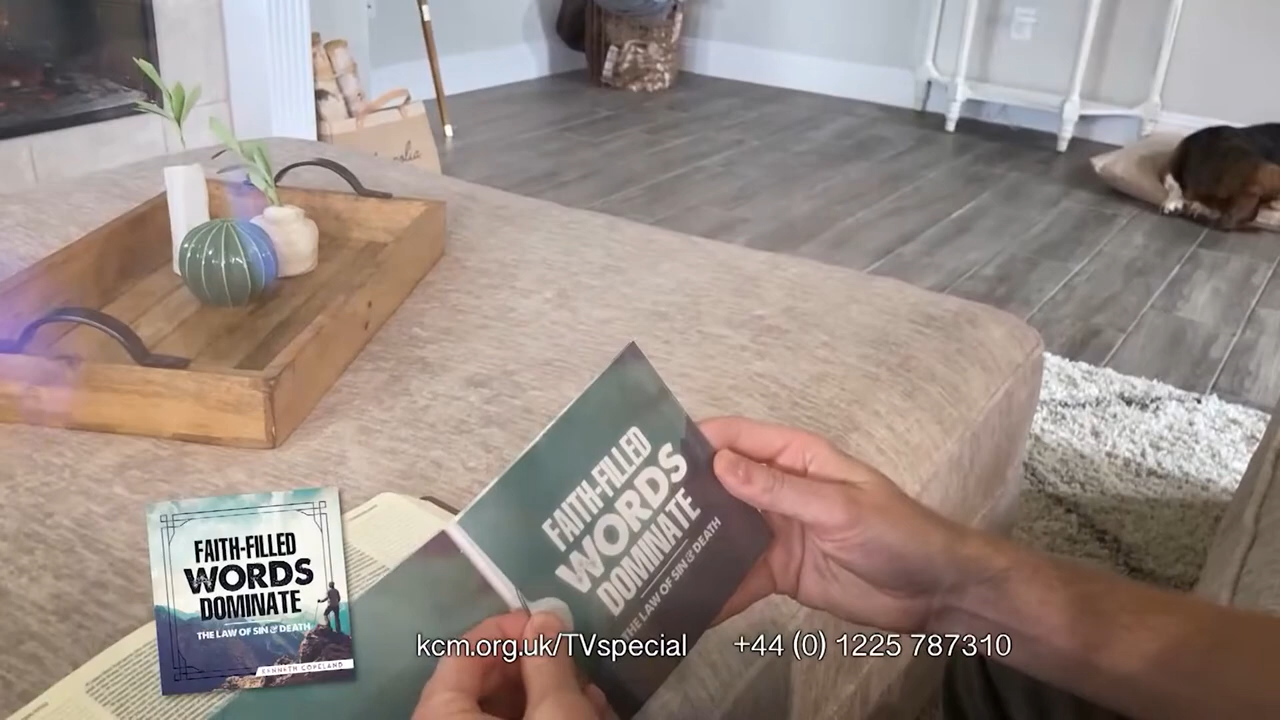 FAITH-FILLED
WORDS
DOMINATE
THE LAW OF SIN & DEATH
FAITH-FILLED
WORDS
DOMINATE
THE LAW OF SIN & DEATH
KENNETH COPELAND
kcm.org.uk/TVspecial +44 (0) 1225 787310